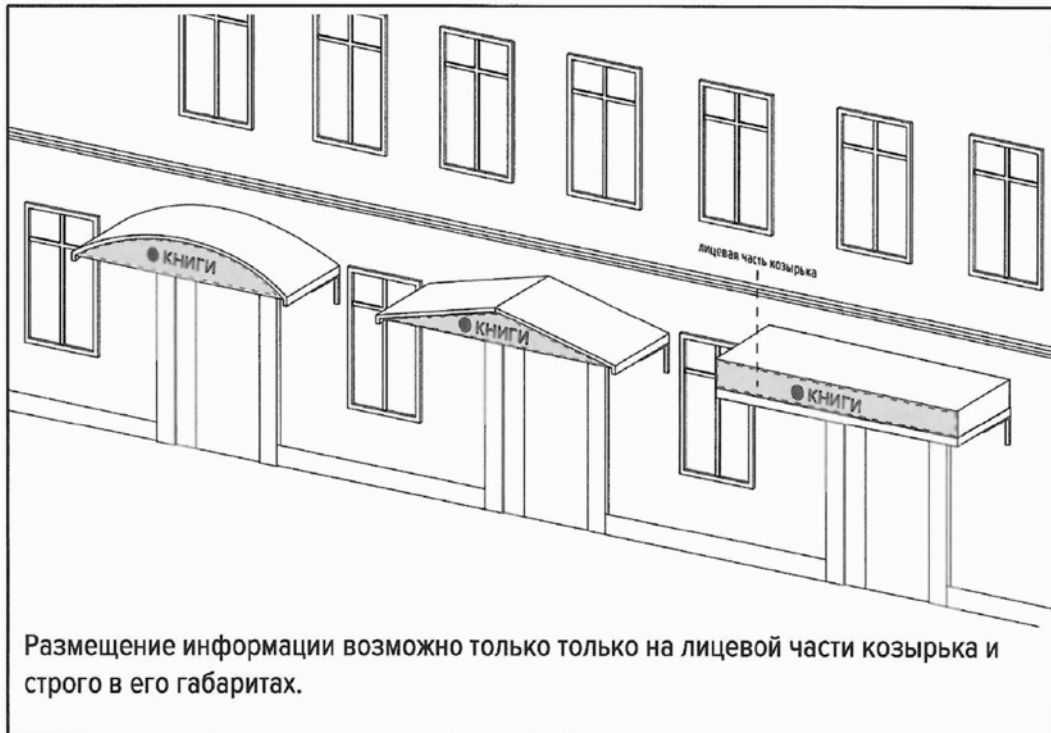 лицевая часть козырька
КНИГИ
КНИГИ
КНИГИ
Размещение информации возможно только только на лицевой части козырька и
строго в его габаритах.